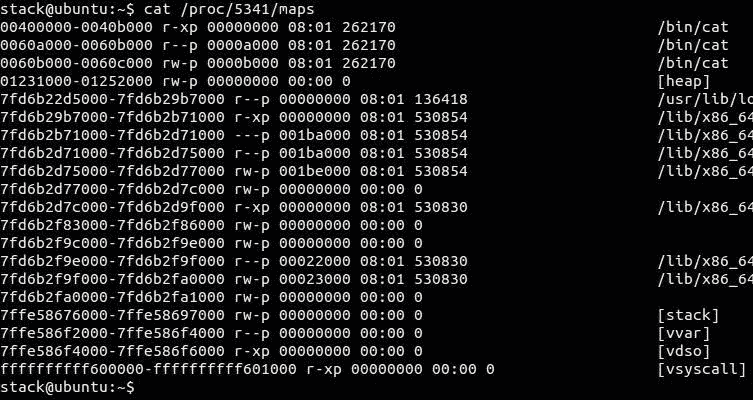 stack@ubuntu:~$ cat /proc/5341/maps
00400000-0040b000 r-xp 00000000 08:01 262170 /bin/cat
0060a000-0060b000 r--p 0000a000 08:01 262170 /bin/cat
0060b000-0060c000 rw-p 0000b000 08:01 262170 /bin/cat
01231000-01252000 rw-p 00000000 00:00 0 [heap]
7fd6b22d5000-7fd6b29b7000 r--p 00000000 08:01 136418 /usr/lib/lo
7fd6b29b7000-7fd6b2b71000 r-xp 00000000 08:01 530854 /lib/x86_64
7fd6b2b71000-7fd6b2d71000 ---p 001ba000 08:01 530854 /lib/x86_64
7fd6b2d71000-7fd6b2d75000 r--p 001ba000 08:01 530854 /lib/x86_64
7fd6b2d75000-7fd6b2d77000 rw-p 001be000 08:01 530854 /lib/x86_64
7fd6b2d77000-7fd6b2d7c000 rw-p 00000000 00:00 0
7fd6b2d7c000-7fd6b2d9f000 r-xp 00000000 08:01 530830 /lib/x86_64
7fd6b2f83000-7fd6b2f86000 rw-p 00000000 00:00 0
7fd6b2f9c000-7fd6b2f9e000 rw-p 00000000 00:00 0
7fd6b2f9e000-7fd6b2f9f000 r--p 00022000 08:01 530830 /lib/x86_64
7fd6b2f9f000-7fd6b2fa0000 rw-p 00023000 08:01 530830 /lib/x86_64
7fd6b2fa0000-7fd6b2fa1000 rw-p 00000000 00:00 0
7ffe58676000-7ffe58697000 rw-p 00000000 00:00 0 [stack]
7ffe586f2000-7ffe586f4000 r--p 00000000 00:00 0 [vvar]
7ffe586f4000-7ffe586f6000 r-xp 00000000 00:00 0 [vdso]
ffffffffff600000-ffffffffff601000 r-xp 00000000 00:00 0 [vsyscall]
stack@ubuntu:~$